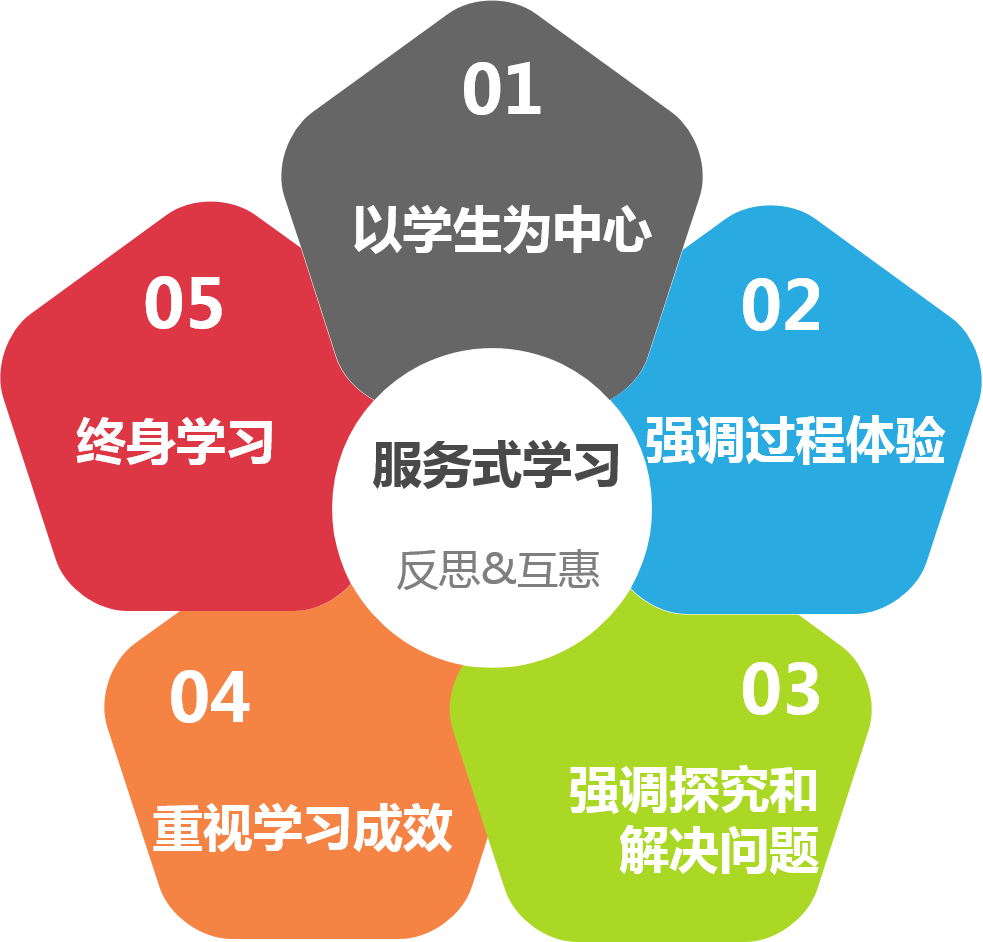 01
以学生为中心
02
强调过程体验
03
强调探究和
解决问题
04
重视学习成效
05
终身学习
服务式学习
反思&互惠